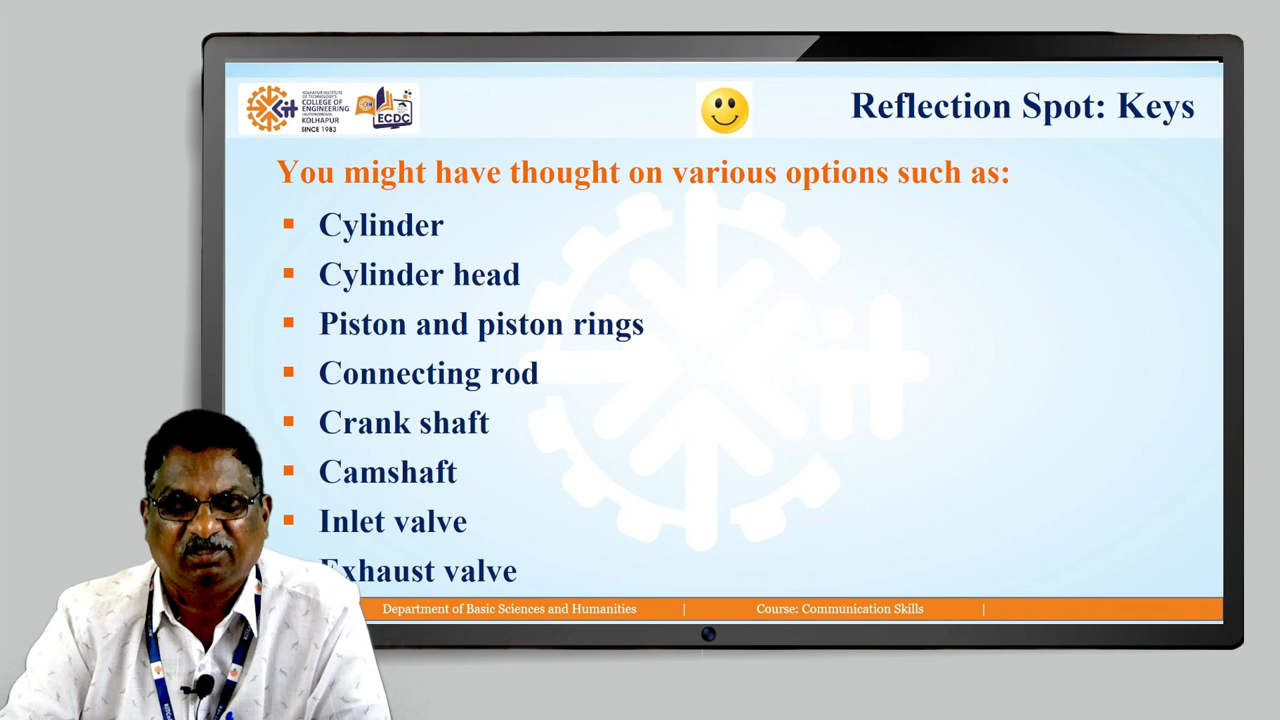 KOLHAPUR INSTITUTE
OF TECHNOLOGY'S
COLLEGE OF
ENGINEERING
(AUTONOMOUS),
KOLHAPUR
SINCE 1983
ECDC
Reflection Spot: Keys
You might have thought on various options such as:
Cylinder
Cylinder head
Piston and piston rings
Connecting rod
Crank shaft
Camshaft
Inlet valve
Exhaust valve
Department of Basic Sciences and Humanities | Course: Communication Skills |